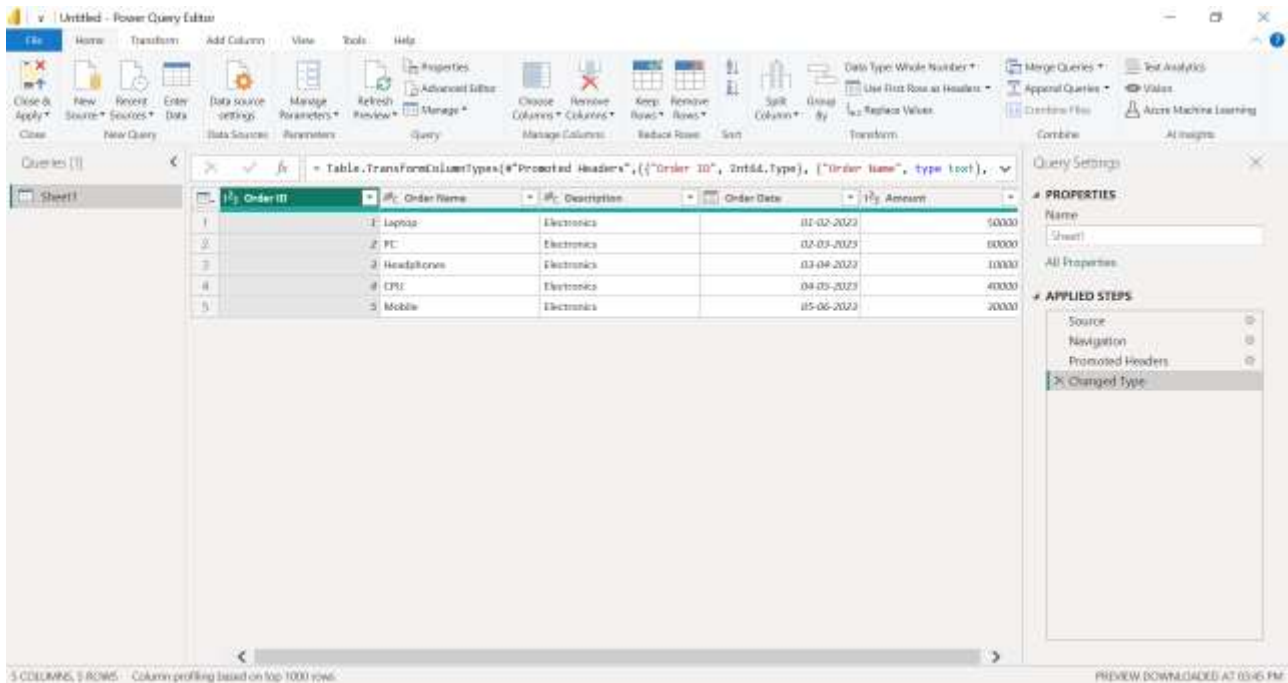 Untitled - Power Query Editor
File Home Transform Add Column View Tools Help
Close & Apply
New Source
Recent Sources
Enter Data
Data source settings
Manage Parameters
Refresh Preview
Properties
Advanced Editor
Manage
Choose Columns
Remove Columns
Keep Rows
Remove Rows
Split Column
Group By
Data Type: Whole Number
Use First Row as Headers
Replace Values
Merge Queries
Append Queries
Combine Files
Text Analytics
Vision
Azure Machine Learning
Close New Query Data Sources Parameters Query Manage Columns Reduce Rows Sort Transform Combine AI Insights
Queries [1]
Sheet1
= Table.TransformColumnTypes(#"Promoted Headers",{{"Order ID", Int64.Type}, {"Order Name", type text},
Order ID Order Name Description Order Date Amount
1 1 Laptop Electronics 01-02-2023 50000
2 2 PC Electronics 02-03-2023 60000
3 3 Headphones Electronics 03-04-2023 10000
4 4 CPU Electronics 04-05-2023 40000
5 5 Mobile Electronics 05-06-2023 30000
Query Settings
PROPERTIES
Name
Sheet1
All Properties
APPLIED STEPS
Source
Navigation
Promoted Headers
Changed Type
5 COLUMNS, 5 ROWS Column profiling based on top 1000 rows
PREVIEW DOWNLOADED AT 03:45 PM